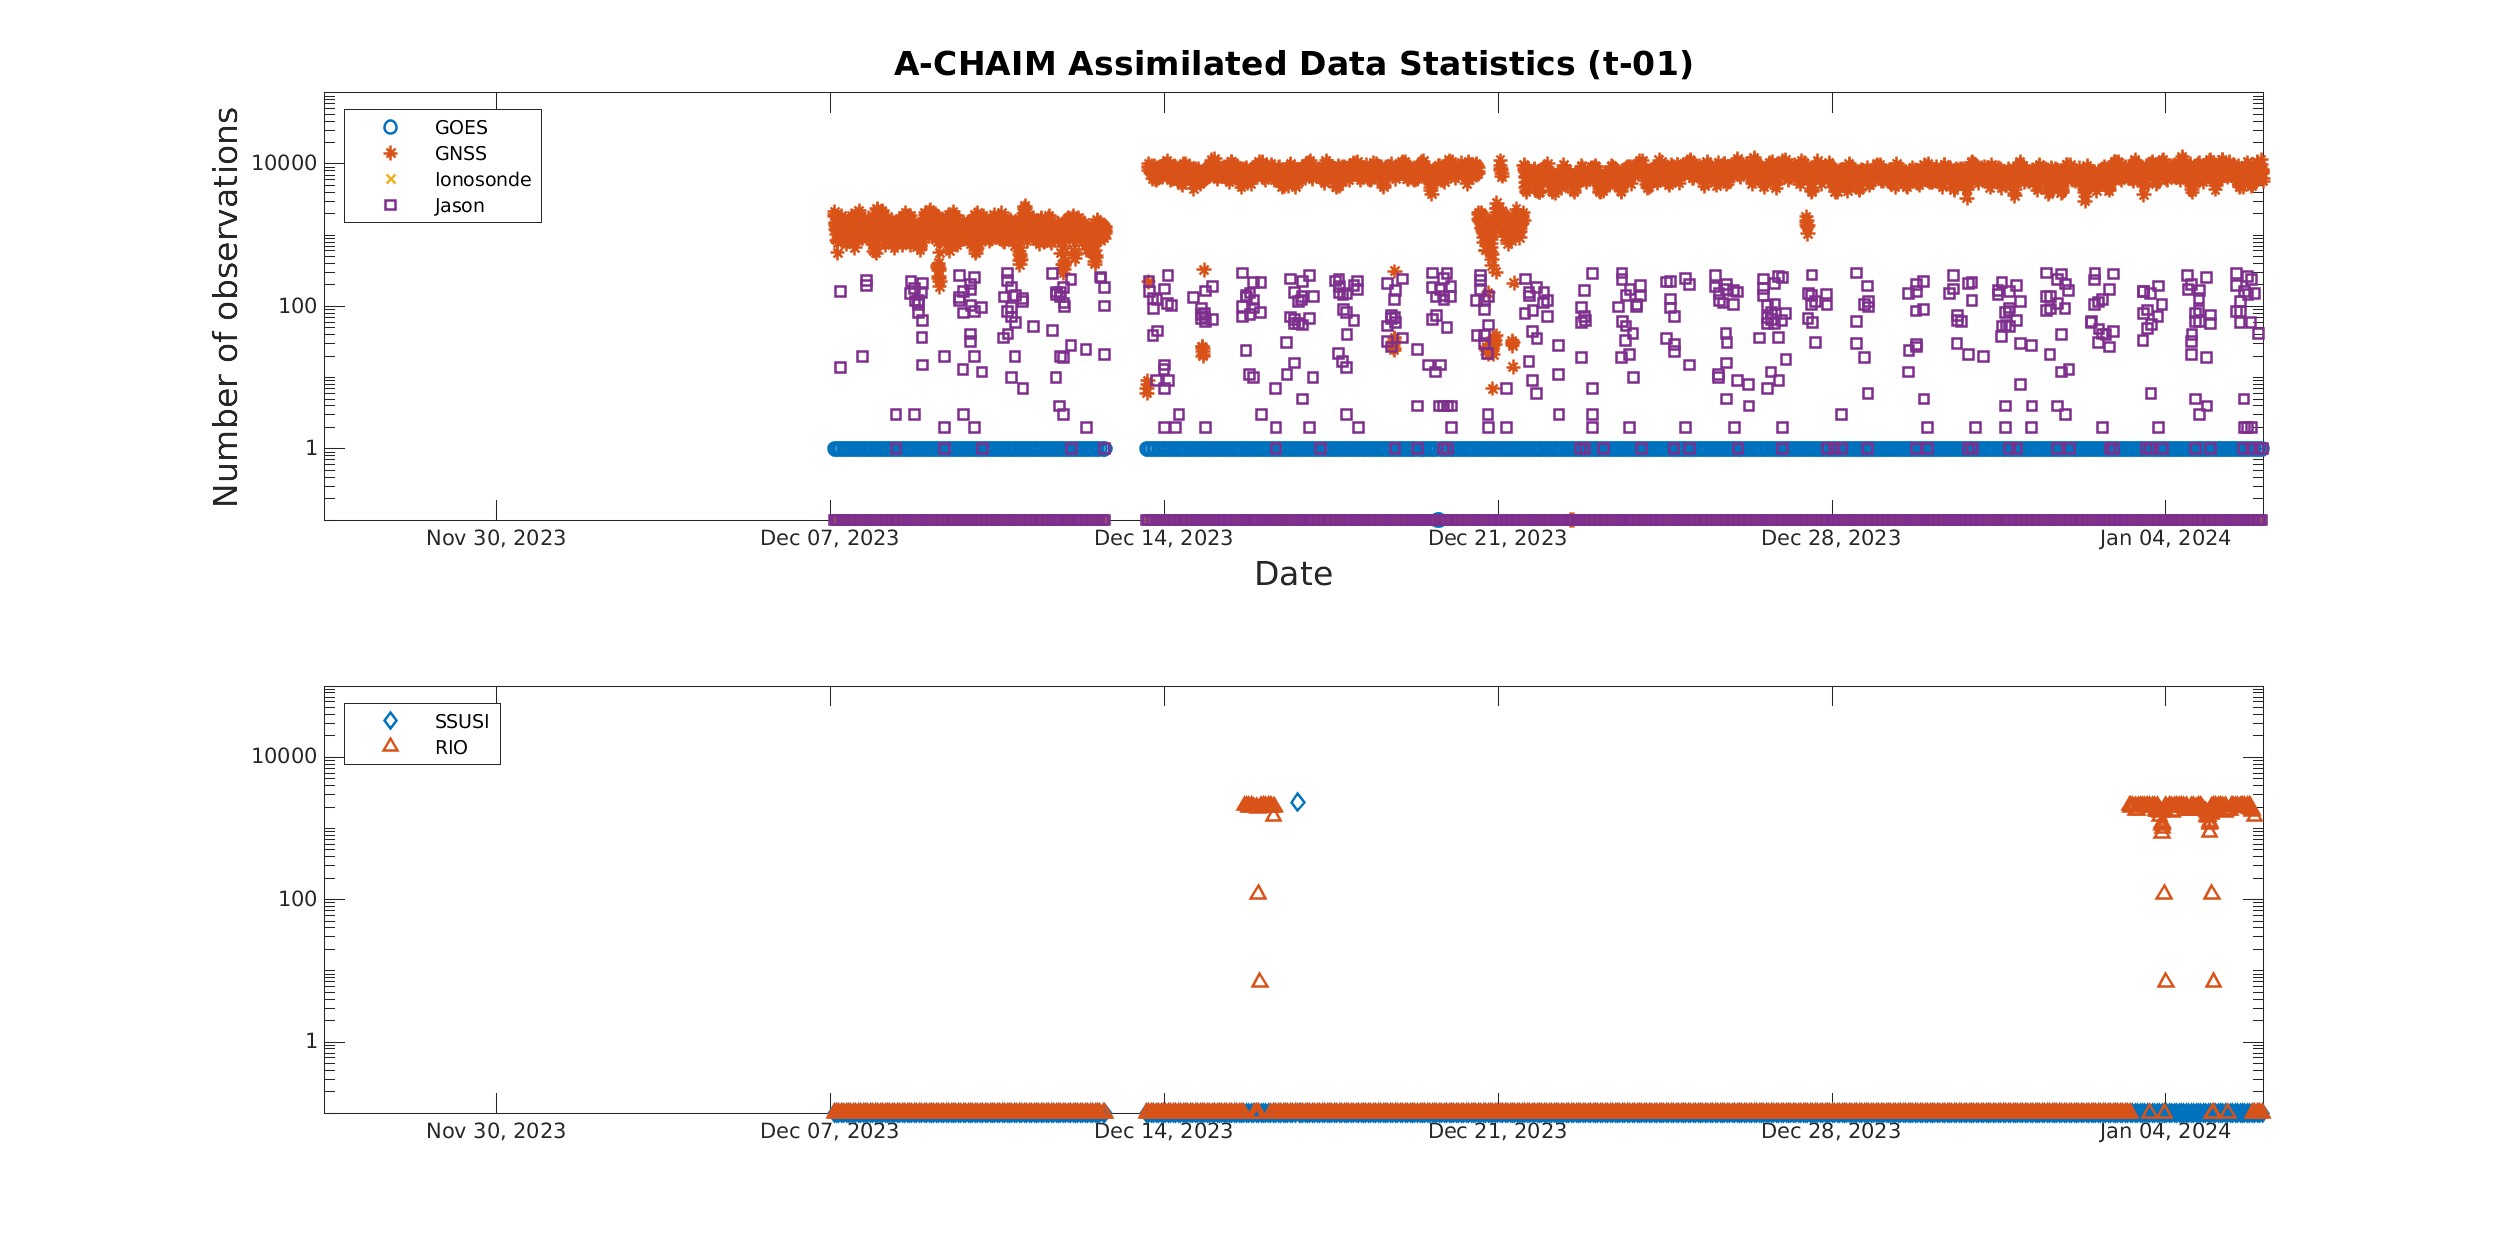 A-CHAIM Assimilated Data Statistics (t-01)
Number of observations
10000
100
1
GOES
GNSS
Ionosonde
Jason
Nov 30, 2023
Dec 07, 2023
Dec 14, 2023
Dec 21, 2023
Dec 28, 2023
Jan 04, 2024
Date
10000
100
1
SSUSI
RIO
Nov 30, 2023
Dec 07, 2023
Dec 14, 2023
Dec 21, 2023
Dec 28, 2023
Jan 04, 2024